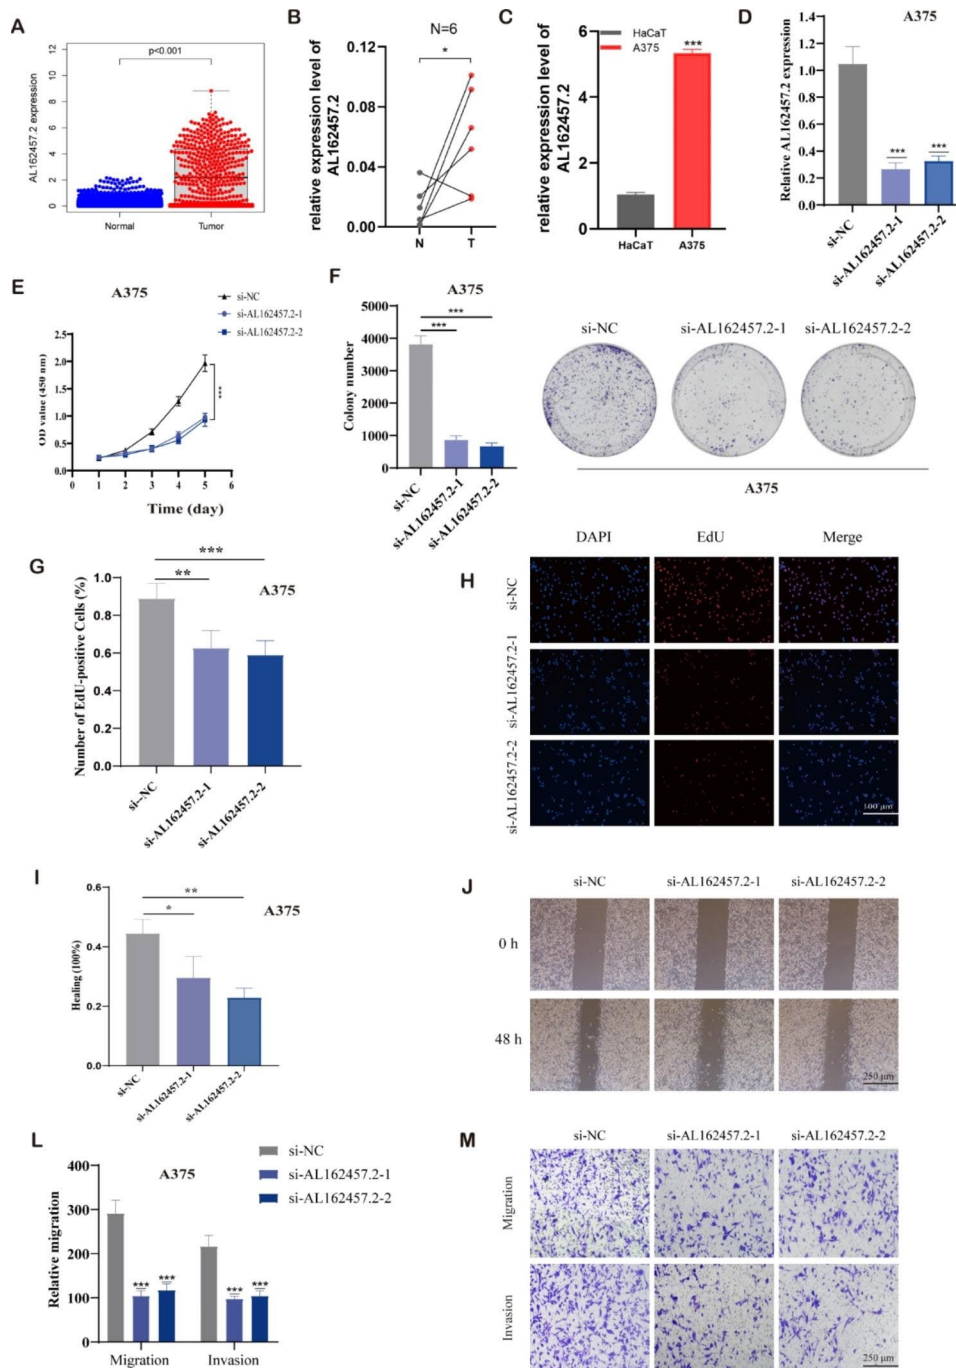 A
p<0.001
AL162457.2 expression
12
10
8
6
4
2
0
Normal
Tumor
B
N=6
*
relative expression level of
AL162457.2
0.12
0.08
0.04
0.00
N
T
C
HaCaT
A375
***
relative expression level of
AL162457.2
6
4
2
0
HaCaT
A375
D
A375
Relative AL162457.2 expression
1.4
1.2
1.0
0.8
0.6
0.4
0.2
0.0
***
***
si-NC
si-AL162457.2-1
si-AL162457.2-2
E
A375
si-NC
si-AL162457.2-1
si-AL162457.2-2
OD value (450 nm)
2.5
2.0
1.5
1.0
0.5
0.0
***
0 1 2 3 4 5 6
Time (day)
F
A375
Colony number
5000
4000
3000
2000
1000
0
***
***
si-NC
si-AL162457.2-1
si-AL162457.2-2
si-NC
si-AL162457.2-1
si-AL162457.2-2
A375
G
A375
Number of EdU-positive Cells (%)
1.0
0.8
0.6
0.4
0.2
0.0
***
**
si--NC
si-AL162457.2-1
si-AL162457.2-2
H
DAPI
EdU
Merge
si-NC
si-AL162457.2-1
si-AL162457.2-2
100 μm
I
A375
Healing (100%)
0.6
0.4
0.2
0.0
**
*
si-NC
si-AL162457.2-1
si-AL162457.2-2
J
si-NC
si-AL162457.2-1
si-AL162457.2-2
0 h
48 h
250 μm
L
si-NC
si-AL162457.2-1
si-AL162457.2-2
A375
Relative migration
400
300
200
100
0
***
***
***
***
Migration
Invasion
M
si-NC
si-AL162457.2-1
si-AL162457.2-2
Migration
Invasion
250 μm